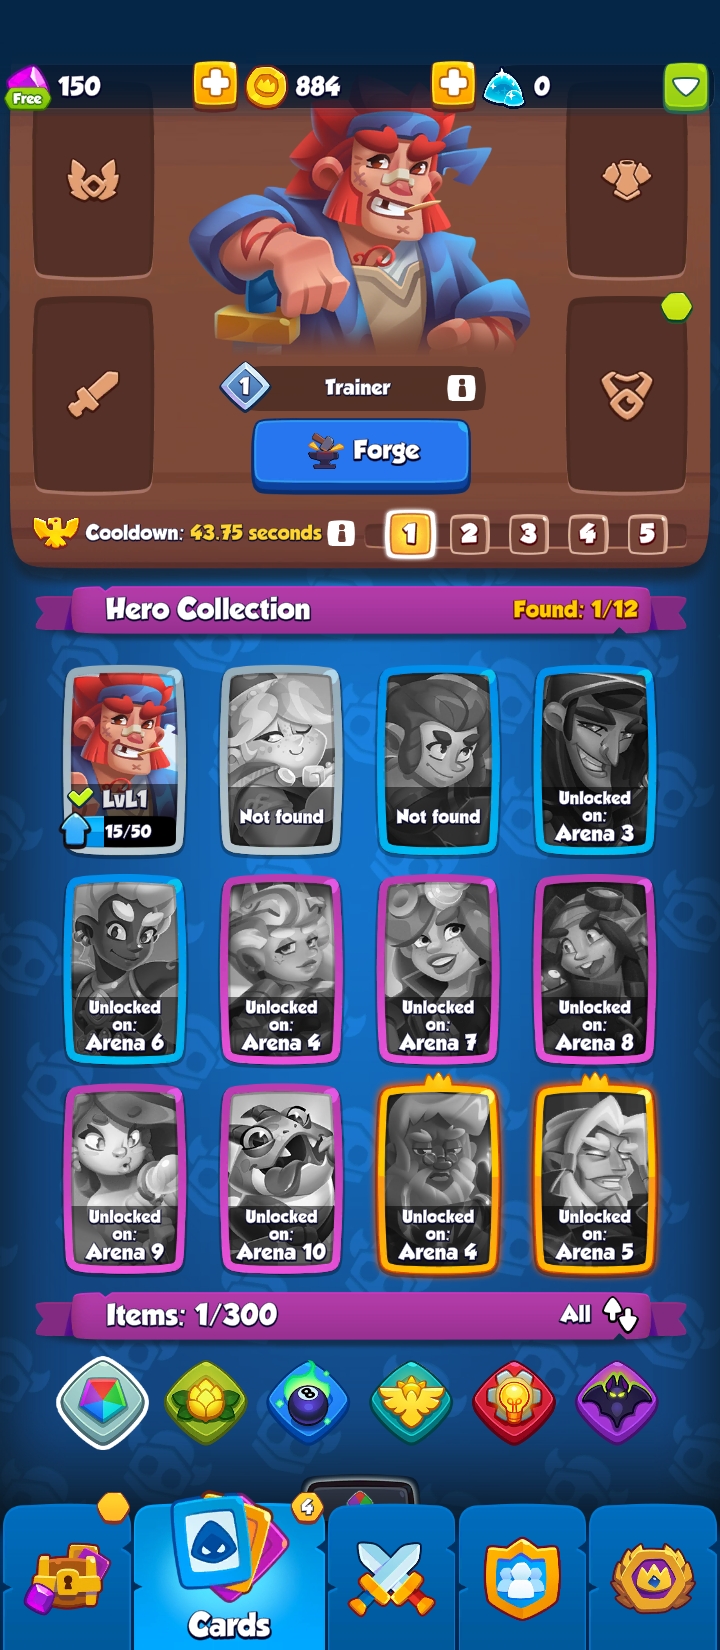 Free 150 884 0
1 Trainer
Forge
Cooldown: 43.75 seconds 1 2 3 4 5
Hero Collection Found: 1/12
LvL1
15/50
Not found
Not found
Unlocked
on:
Arena 3
Unlocked
on:
Arena 6
Unlocked
on:
Arena 4
Unlocked
on:
Arena 7
Unlocked
on:
Arena 8
Unlocked
on:
Arena 9
Unlocked
on:
Arena 10
Unlocked
on:
Arena 4
Unlocked
on:
Arena 5
Items: 1/300 All
8
4
Cards